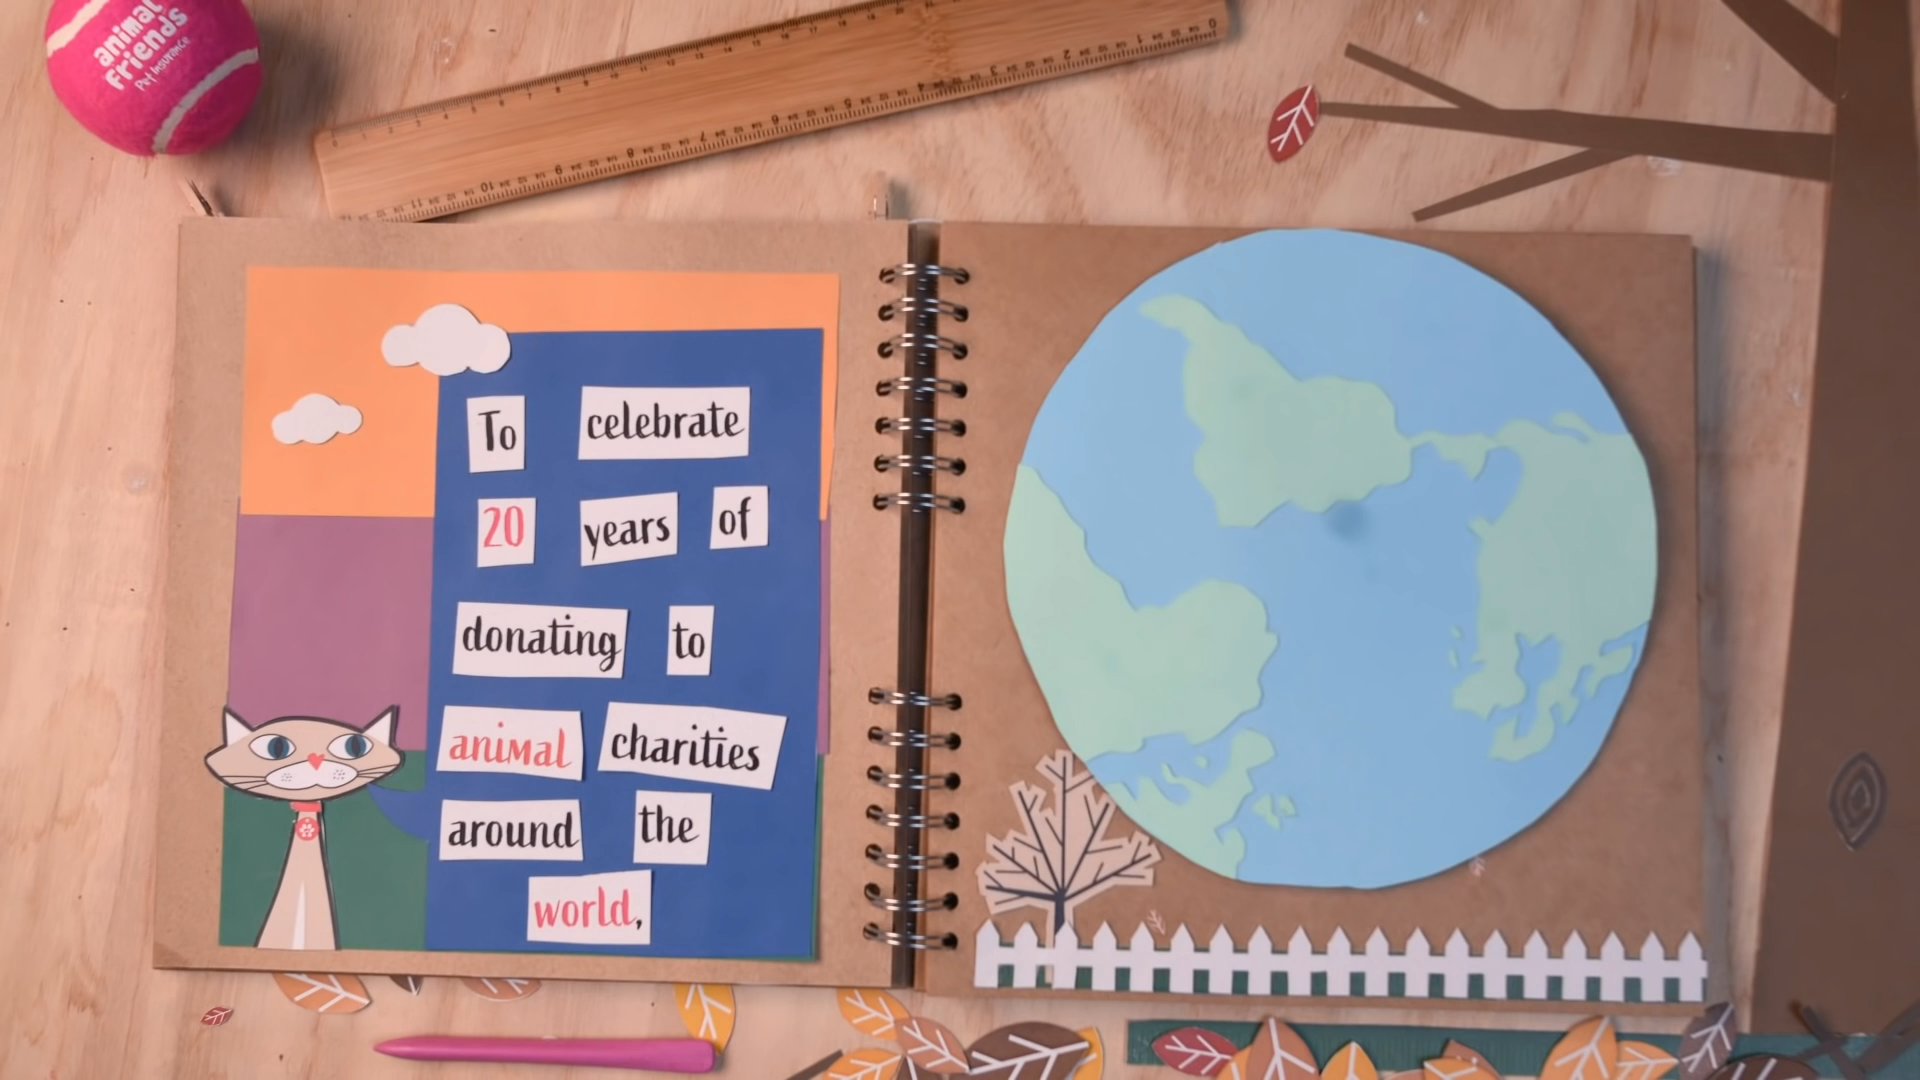 animal
Friends
Pet Insurance
To celebrate
20 years of
donating to
animal charities
around the
world,